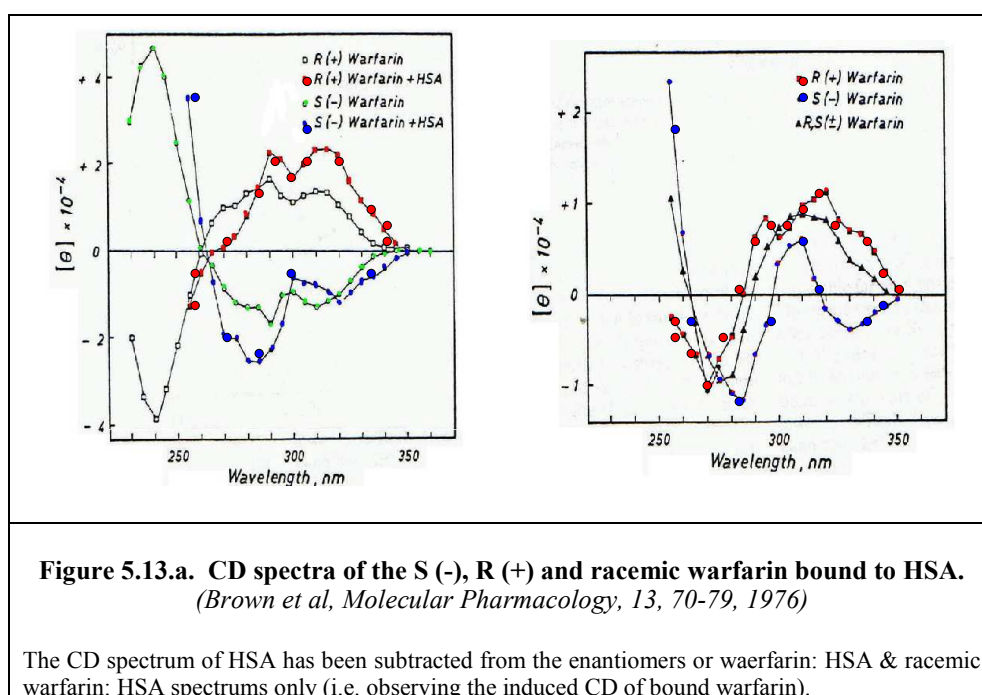 + 4
+ 2
0
- 2
- 4
[Θ] × 10⁻⁴
R (+) Warfarin
R (+) Warfarin + HSA
S (-) Warfarin
S (-) Warfarin + HSA
250
300
350
Wavelength, nm
+ 2
+ 1
0
- 1
[Θ] × 10⁻⁴
R (+) Warfarin
S (-) Warfarin
R,S(±) Warfarin
250
300
350
Wavelength, nm
Figure 5.13.a. CD spectra of the S (-), R (+) and racemic warfarin bound to HSA.
(Brown et al, Molecular Pharmacology, 13, 70-79, 1976)
The CD spectrum of HSA has been subtracted from the enantiomers or waerfarin: HSA & racemic
warfarin: HSA spectrums only (i.e. observing the induced CD of bound warfarin).